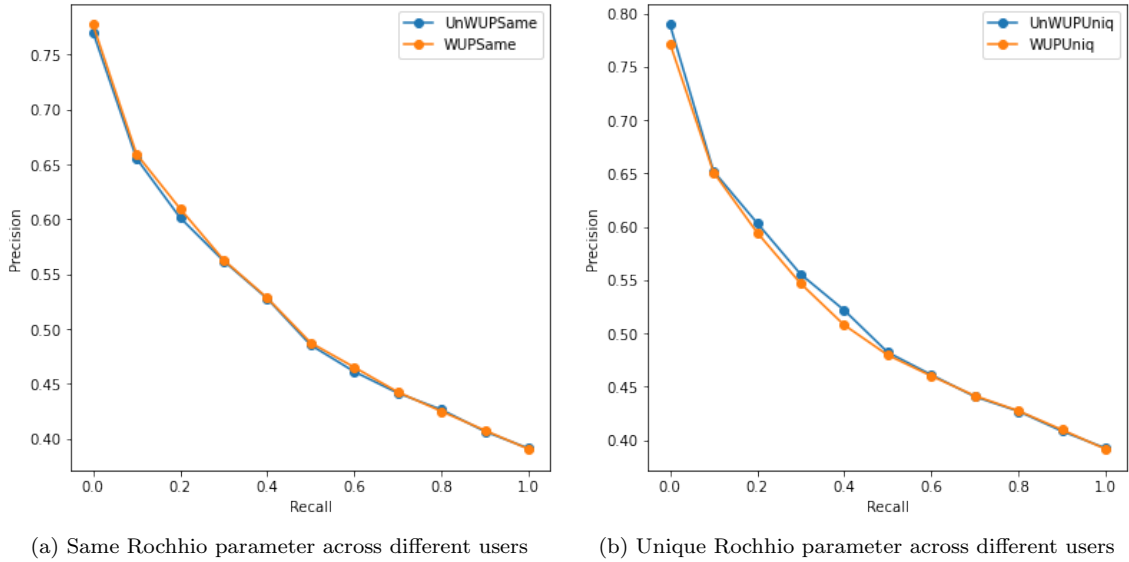 UnWUPSame
WUPSame
0.75
0.70
0.65
0.60
0.55
0.50
0.45
0.40
Precision
0.0 0.2 0.4 0.6 0.8 1.0
Recall
(a) Same Rochhio parameter across different users
UnWUPUniq
WUPUniq
0.80
0.75
0.70
0.65
0.60
0.55
0.50
0.45
0.40
Precision
0.0 0.2 0.4 0.6 0.8 1.0
Recall
(b) Unique Rochhio parameter across different users